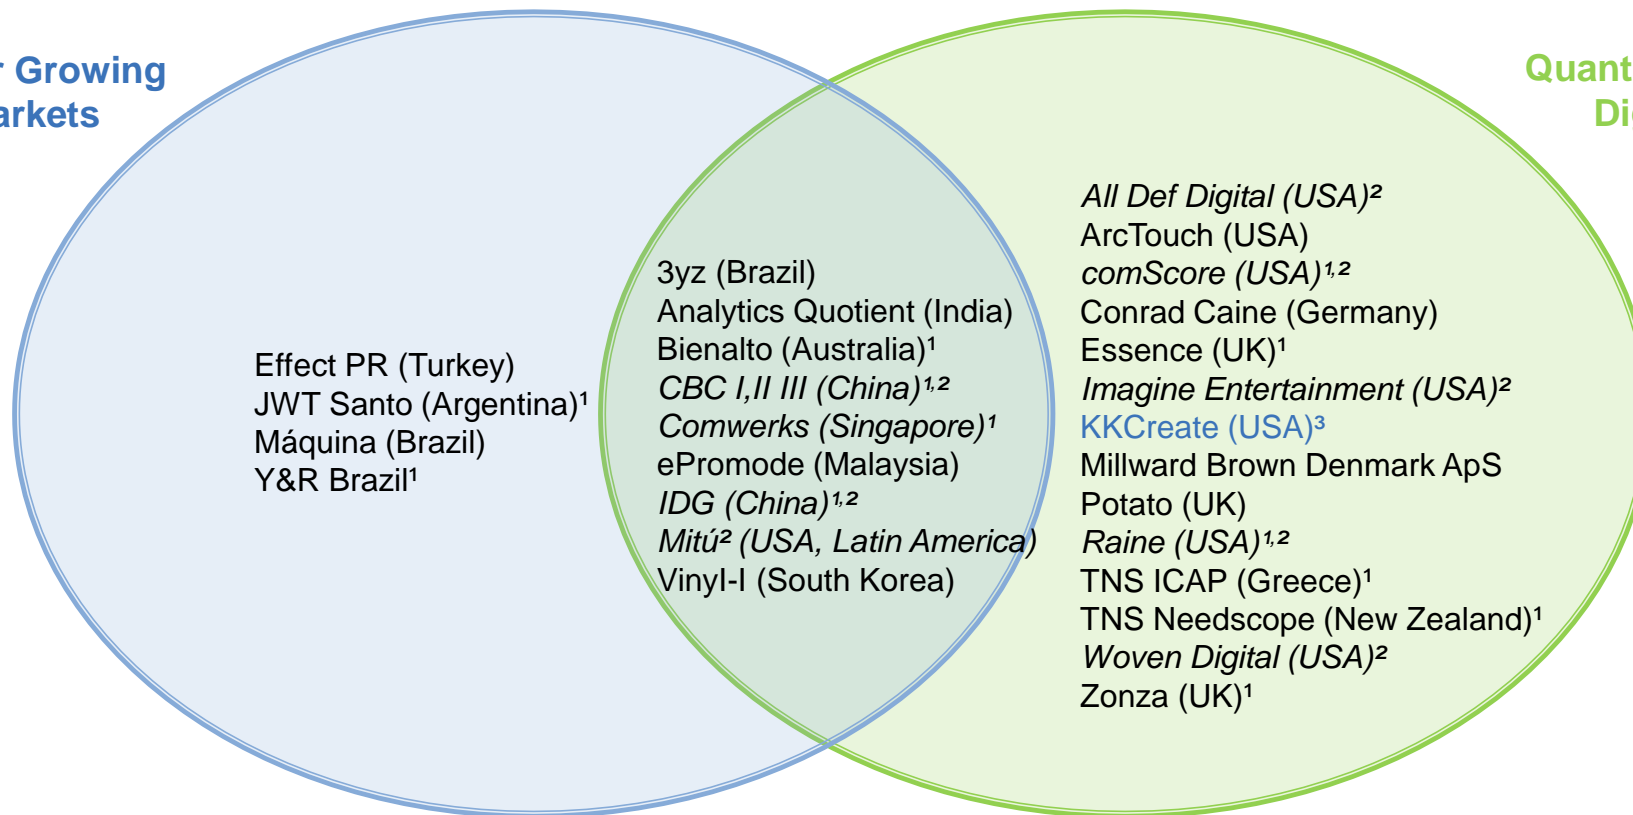 Growing
Quant
Effect PR (Turkey)
JWT Santo (Argentina)¹
Máquina (Brazil)
Y&R Brazil¹
3yz (Brazil)
Analytics Quotient (India)
Bienalto (Australia)¹
CBC I,II III (China)¹,²
Comwerks (Singapore)¹
ePromode (Malaysia)
IDG (China)¹,²
Mitú² (USA, Latin America)
Vinyl-I (South Korea)
All Def Digital (USA)²
ArcTouch (USA)
comScore (USA)¹,²
Conrad Caine (Germany)
Essence (UK)¹
Imagine Entertainment (USA)²
KKCreate (USA)³
Millward Brown Denmark ApS
Potato (UK)
Raine (USA)¹,²
TNS ICAP (Greece)¹
TNS Needscope (New Zealand)¹
Woven Digital (USA)²
Zonza (UK)¹